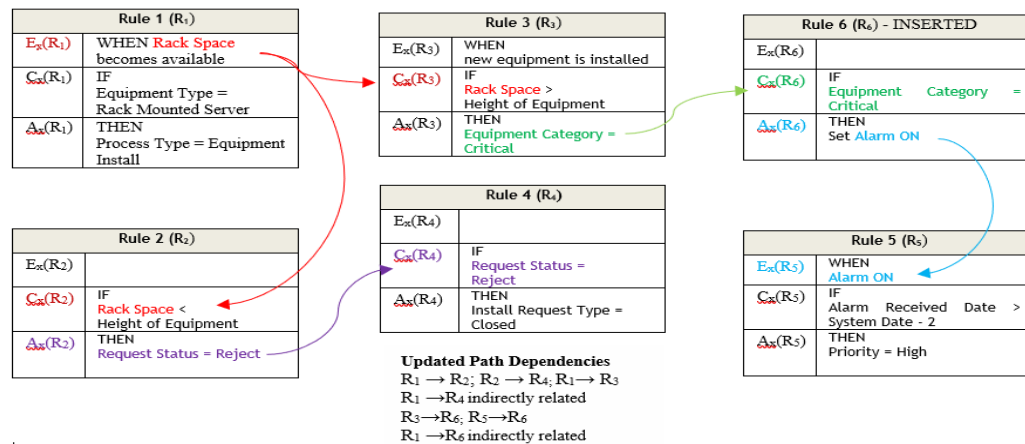 Rule 1 (R₁)
Eₓ(R₁) WHEN Rack Space
becomes available
Cₓ(R₁) IF
Equipment Type =
Rack Mounted Server
Aₓ(R₁) THEN
Process Type = Equipment
Install
Rule 2 (R₂)
Eₓ(R₂)
Cₓ(R₂) IF
Rack Space <
Height of Equipment
Aₓ(R₂) THEN
Request Status = Reject
Rule 3 (R₃)
Eₓ(R₃) WHEN
new equipment is installed
Cₓ(R₃) IF
Rack Space >
Height of Equipment
Aₓ(R₃) THEN
Equipment Category =
Critical
Rule 4 (R₄)
Eₓ(R₄)
Cₓ(R₄) IF
Request Status =
Reject
Aₓ(R₄) THEN
Install Request Type =
Closed
Updated Path Dependencies
R₁ → R₂; R₂ → R₄; R₁→ R₃
R₁ →R₄ indirectly related
R₃→R₆; R₅→R₆
R₁ →R₆ indirectly related
Rule 6 (R₆) - INSERTED
Eₓ(R₆)
Cₓ(R₆) IF
Equipment Category =
Critical
Aₓ(R₆) THEN
Set Alarm ON
Rule 5 (R₅)
Eₓ(R₅) WHEN
Alarm ON
Cₓ(R₅) IF
Alarm Received Date >
System Date - 2
Aₓ(R₅) THEN
Priority = High